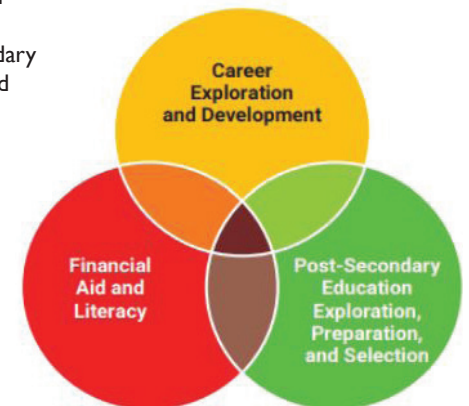 Career
Exploration
and Development
Financial
Aid and
Literacy
Post-Secondary
Education
Exploration,
Preparation,
and Selection